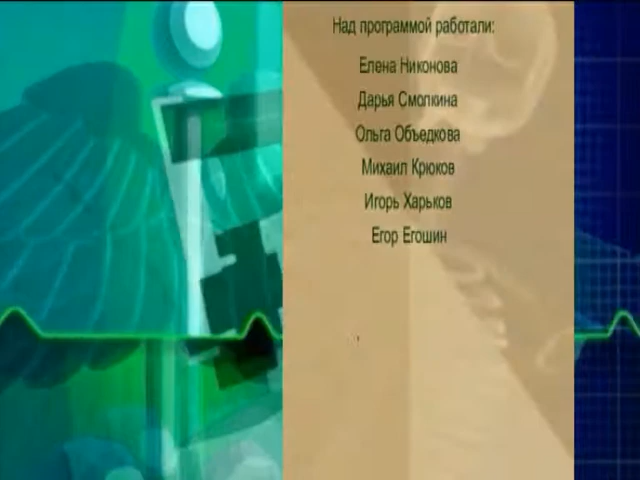 Над программой работали:
Елена Никонова
Дарья Смолкина
Ольга Объедкова
Михаил Крюков
Игорь Харьков
Егор Егошин